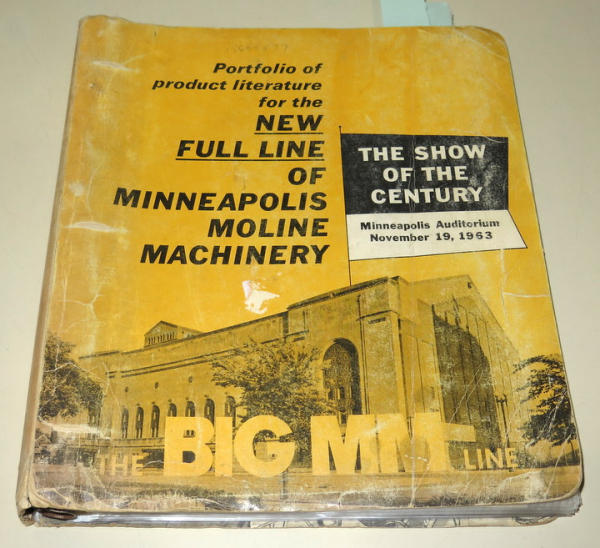 Portfolio of
product literature
for the
NEW
FULL LINE
OF
MINNEAPOLIS
MOLINE
MACHINERY
THE SHOW
OF THE
CENTURY
Minneapolis Auditorium
November 19, 1963
THE BIG MM LINE